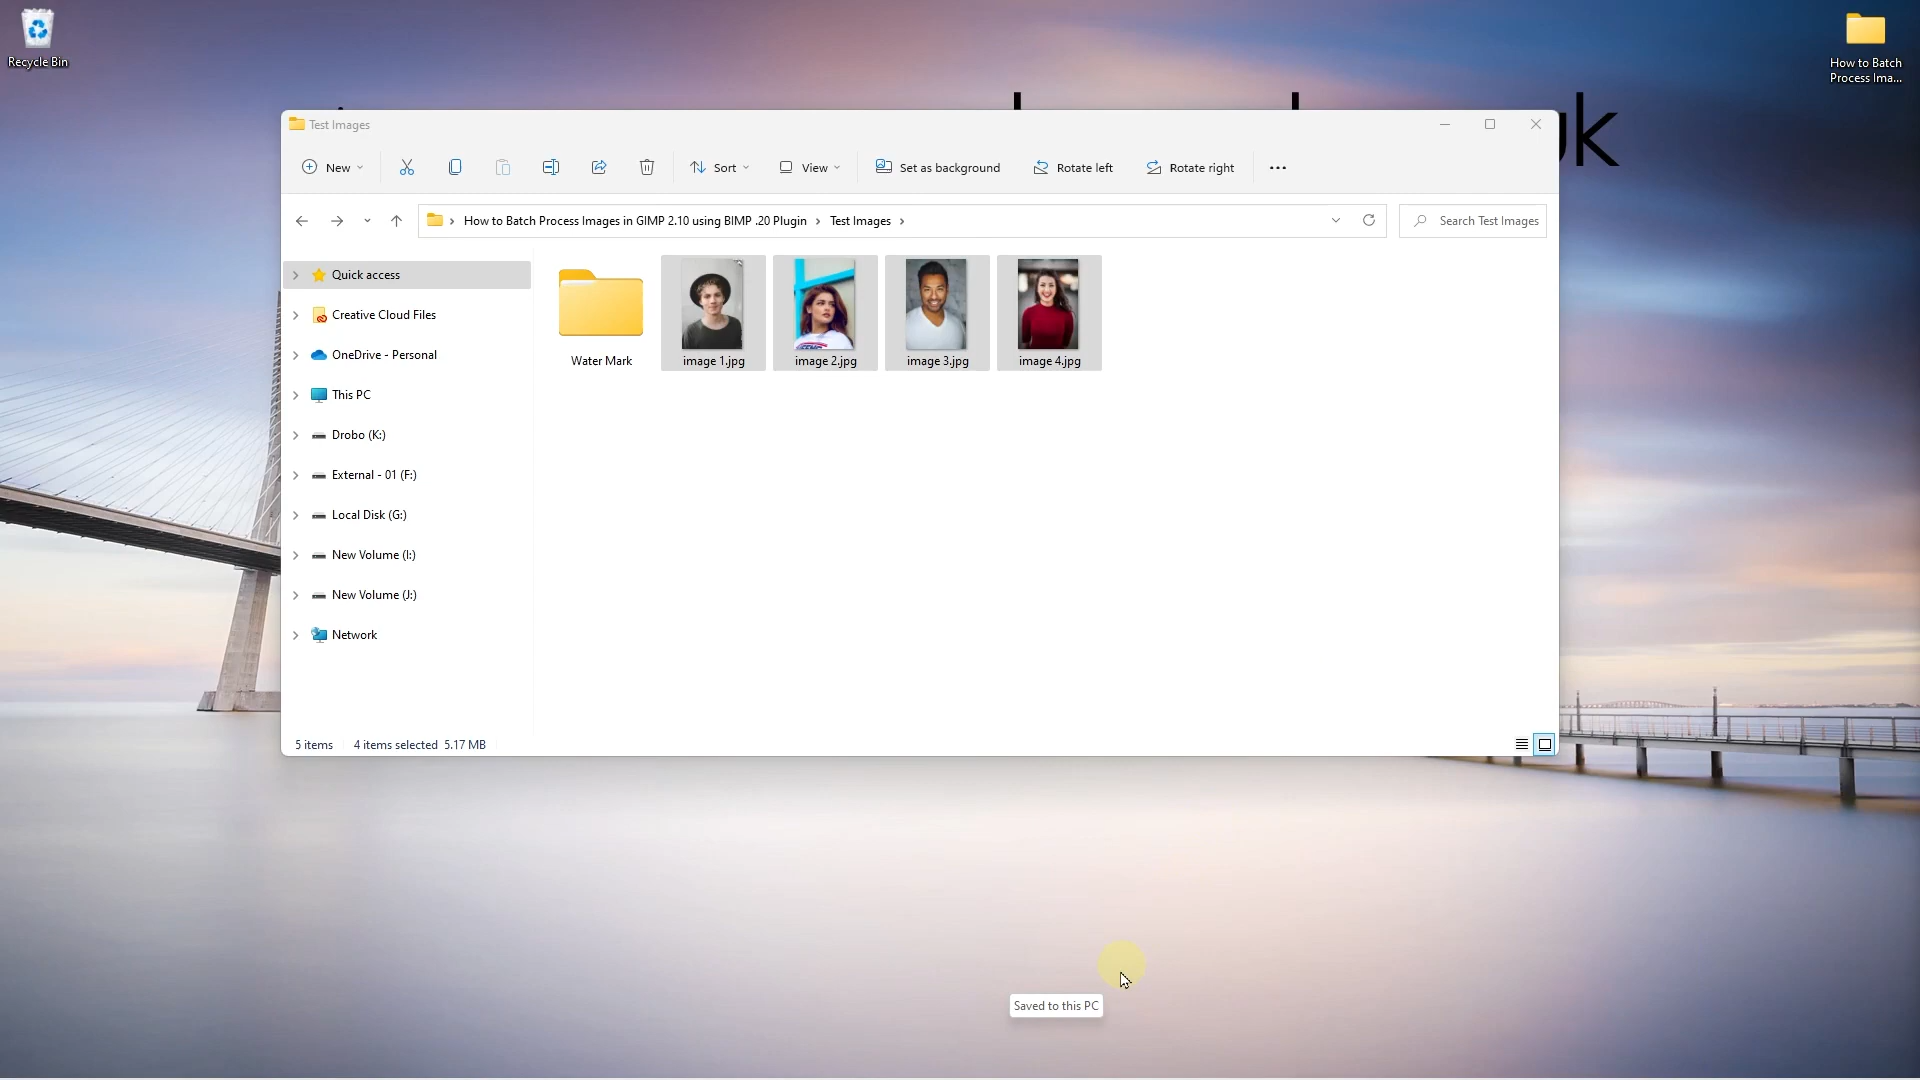 Recycle Bin
How to Batch
Process Ima...
uk
Test Images
New
Sort
View
Set as background
Rotate left
Rotate right
How to Batch Process Images in GIMP 2.10 using BIMP .20 Plugin
Test Images
Search Test Images
Quick access
Creative Cloud Files
OneDrive - Personal
This PC
Drobo (K:)
External - 01 (F:)
Local Disk (G:)
New Volume (I:)
New Volume (J:)
Network
Water Mark
image 1.jpg
image 2.jpg
image 3.jpg
image 4.jpg
5 items
4 items selected 5.17 MB
Saved to this PC